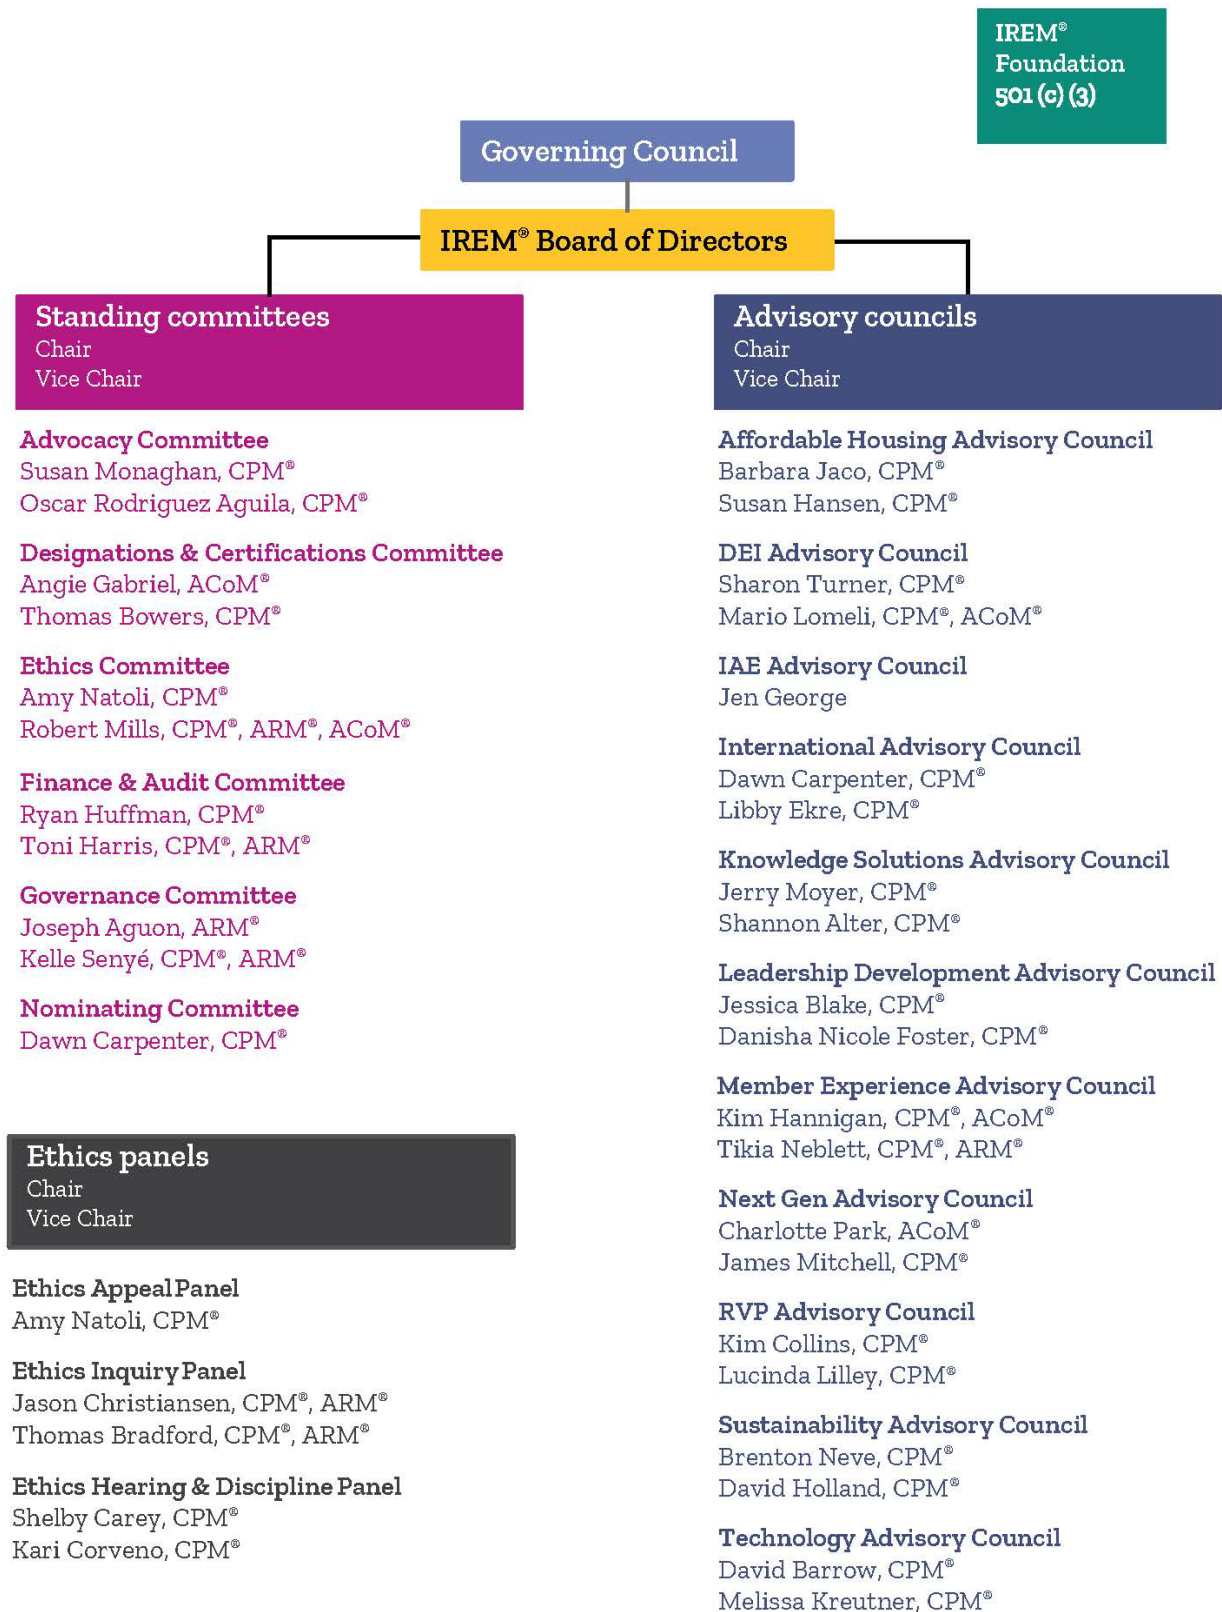 IREM®
Foundation
501 (c) (3)
Governing Council
IREM® Board of Directors
Standing committees
Chair
Vice Chair
Advocacy Committee
Susan Monaghan, CPM®
Oscar Rodriguez Aguila, CPM®
Designations & Certifications Committee
Angie Gabriel, ACoM®
Thomas Bowers, CPM®
Ethics Committee
Amy Natoli, CPM®
Robert Mills, CPM®, ARM®, ACoM®
Finance & Audit Committee
Ryan Huffman, CPM®
Toni Harris, CPM®, ARM®
Governance Committee
Joseph Aguon, ARM®
Kelle Senyé, CPM®, ARM®
Nominating Committee
Dawn Carpenter, CPM®
Ethics panels
Chair
Vice Chair
Ethics Appeal Panel
Amy Natoli, CPM®
Ethics Inquiry Panel
Jason Christiansen, CPM®, ARM®
Thomas Bradford, CPM®, ARM®
Ethics Hearing & Discipline Panel
Shelby Carey, CPM®
Kari Corveno, CPM®
Advisory councils
Chair
Vice Chair
Affordable Housing Advisory Council
Barbara Jaco, CPM®
Susan Hansen, CPM®
DEI Advisory Council
Sharon Turner, CPM®
Mario Lomeli, CPM®, ACoM®
IAE Advisory Council
Jen George
International Advisory Council
Dawn Carpenter, CPM®
Libby Ekre, CPM®
Knowledge Solutions Advisory Council
Jerry Moyer, CPM®
Shannon Alter, CPM®
Leadership Development Advisory Council
Jessica Blake, CPM®
Danisha Nicole Foster, CPM®
Member Experience Advisory Council
Kim Hannigan, CPM®, ACoM®
Tikia Neblett, CPM®, ARM®
Next Gen Advisory Council
Charlotte Park, ACoM®
James Mitchell, CPM®
RVP Advisory Council
Kim Collins, CPM®
Lucinda Lilley, CPM®
Sustainability Advisory Council
Brenton Neve, CPM®
David Holland, CPM®
Technology Advisory Council
David Barrow, CPM®
Melissa Kreutner, CPM®